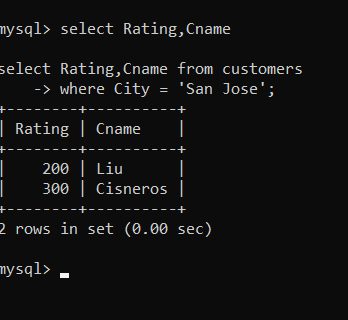 mysql> select Rating,Cname
select Rating,Cname from customers
-> where City = 'San Jose';
+--------+----------+
| Rating | Cname    |
+--------+----------+
|    200 | Liu      |
|    300 | Cisneros |
+--------+----------+
2 rows in set (0.00 sec)
mysql>